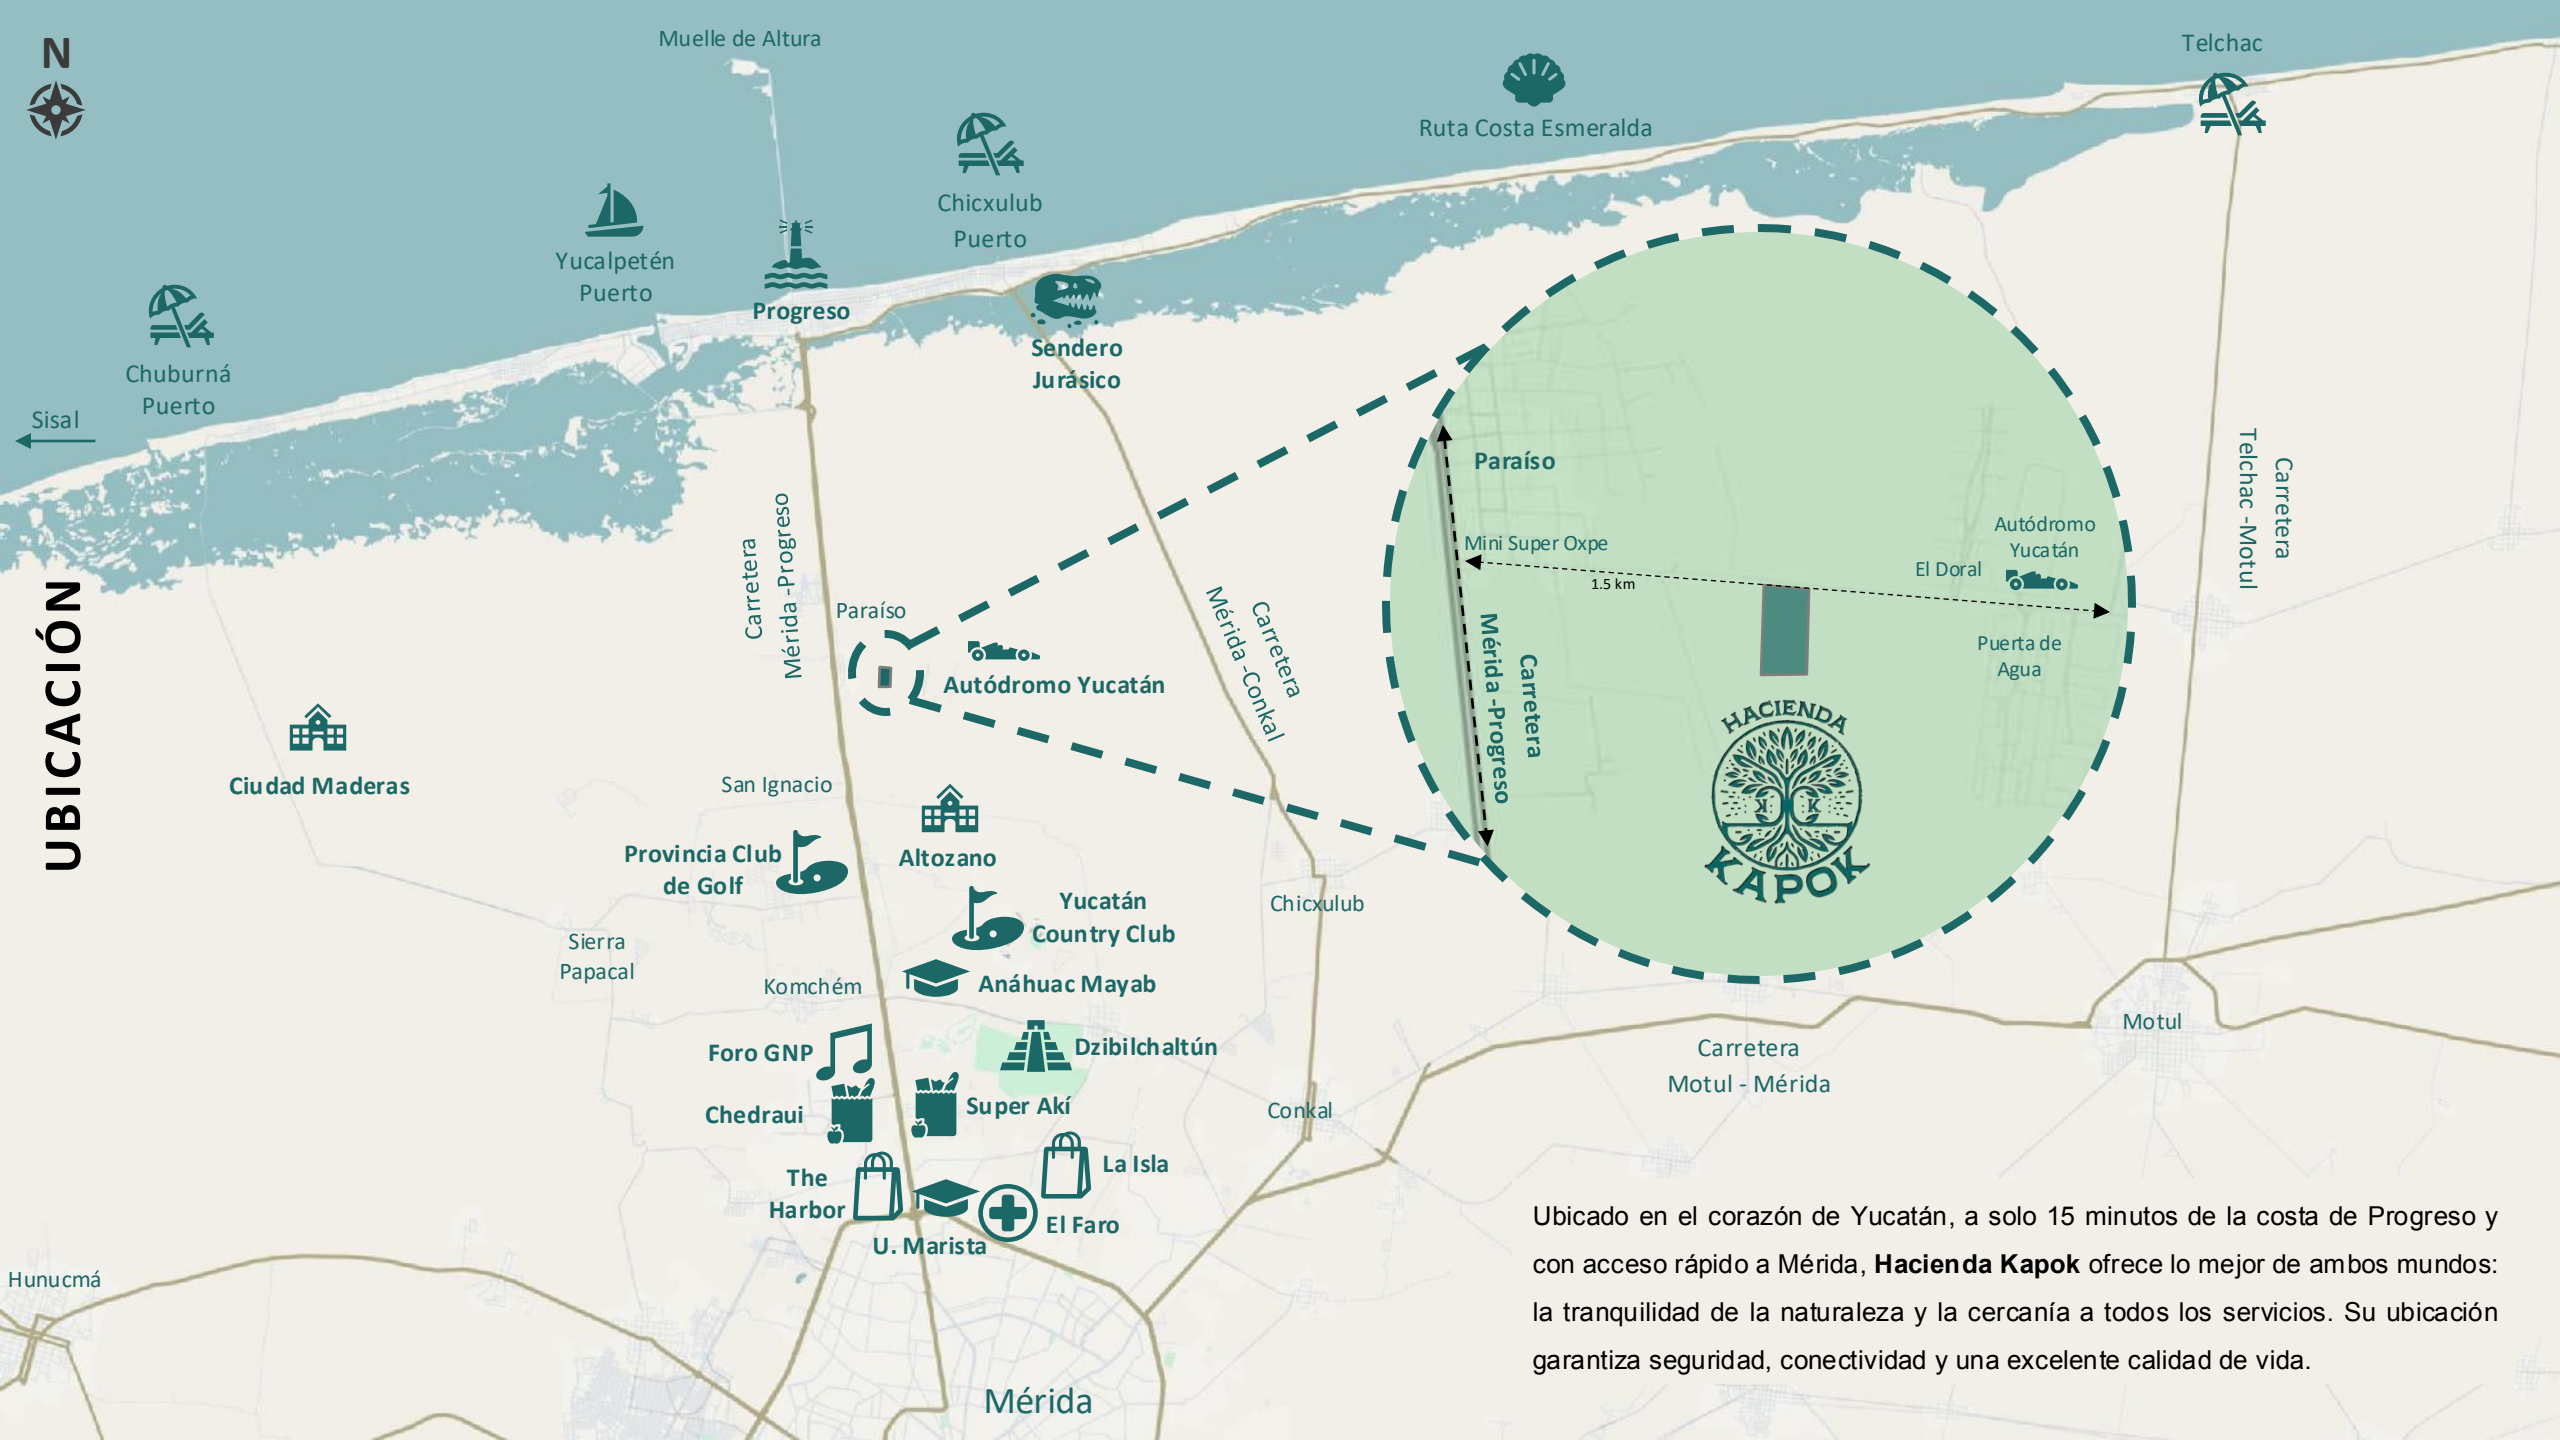 N
Muelle de Altura
Telchac
Ruta Costa Esmeralda
Chicxulub
Puerto
Yucalpetén
Puerto
Progreso
Chuburná
Puerto
Sisal
Sendero
Jurásico
UBICACIÓN
Carretera
Mérida -Progreso
Paraíso
Autódromo Yucatán
Carretera
Mérida -Conkal
Paraíso
Mini Super Oxpe
1.5 km
Autódromo
Yucatán
El Doral
Puerta de
Agua
Carretera
Mérida -Progreso
HACIENDA
K K
KAPOK
Carretera
Telchac -Motul
Ciudad Maderas
San Ignacio
Provincia Club
de Golf
Altozano
Yucatán
Country Club
Chicxulub
Sierra
Papacal
Komchém
Anáhuac Mayab
Foro GNP
Dzibilchaltún
Chedraui
Super Akí
Conkal
Motul
Carretera
Motul - Mérida
The
Harbor
La Isla
El Faro
U. Marista
Hunucmá
Mérida
Ubicado en el corazón de Yucatán, a solo 15 minutos de la costa de Progreso y
con acceso rápido a Mérida, Hacienda Kapok ofrece lo mejor de ambos mundos:
la tranquilidad de la naturaleza y la cercanía a todos los servicios. Su ubicación
garantiza seguridad, conectividad y una excelente calidad de vida.